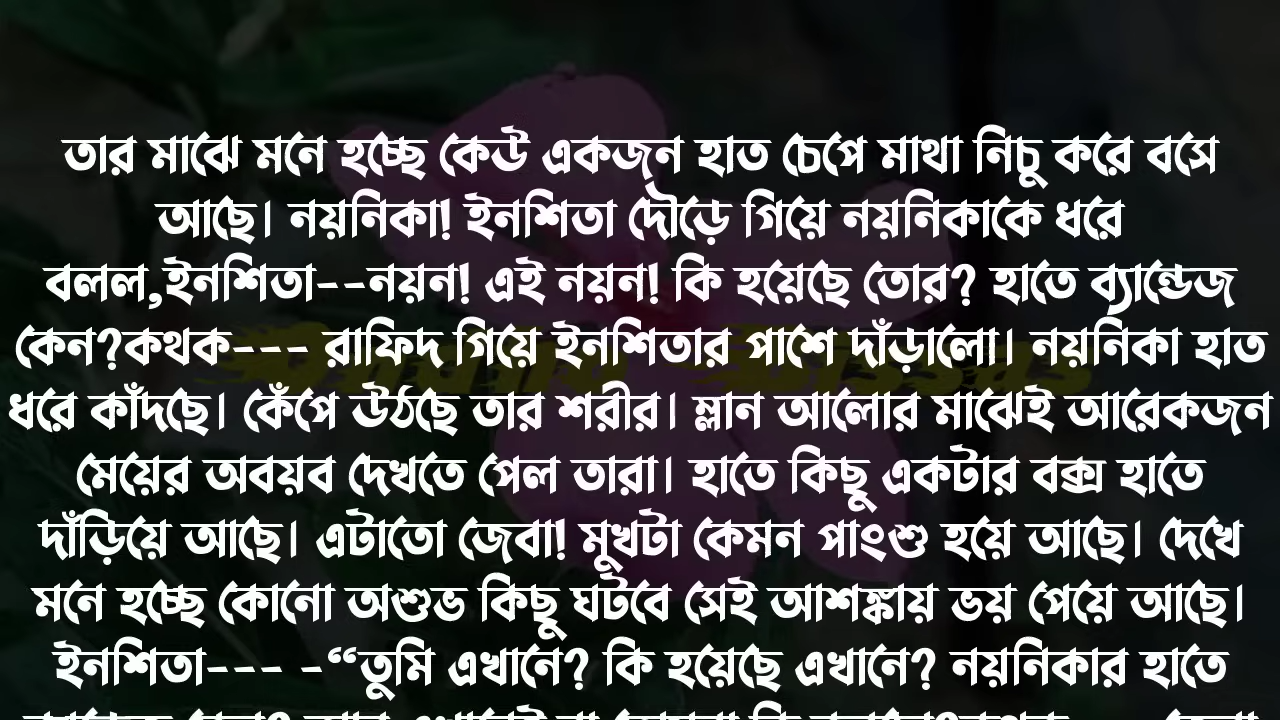 তার মাঝে মনে হচ্ছে কেউ একজন হাত চেপে মাথা নিচু করে বসে
আছে। নয়নিকা! ইনশিতা দৌড়ে গিয়ে নয়নিকাকে ধরে
বলল,ইনশিতা--নয়ন! এই নয়ন! কি হয়েছে তোর? হাতে ব্যান্ডেজ
কেন?কথক--- রাফিদ গিয়ে ইনশিতার পাশে দাঁড়ালো। নয়নিকা হাত
ধরে কাঁদছে। কেঁপে উঠছে তার শরীর। ম্লান আলোর মাঝেই আরেকজন
মেয়ের অবয়ব দেখতে পেল তারা। হাতে কিছু একটার বক্স হাতে
দাঁড়িয়ে আছে। এটাতো জেবা! মুখটা কেমন পাংশু হয়ে আছে। দেখে
মনে হচ্ছে কোনো অশুভ কিছু ঘটবে সেই আশঙ্কায় ভয় পেয়ে আছে।
ইনশিতা--- -“তুমি এখানে? কি হয়েছে এখানে? নয়নিকার হাতে